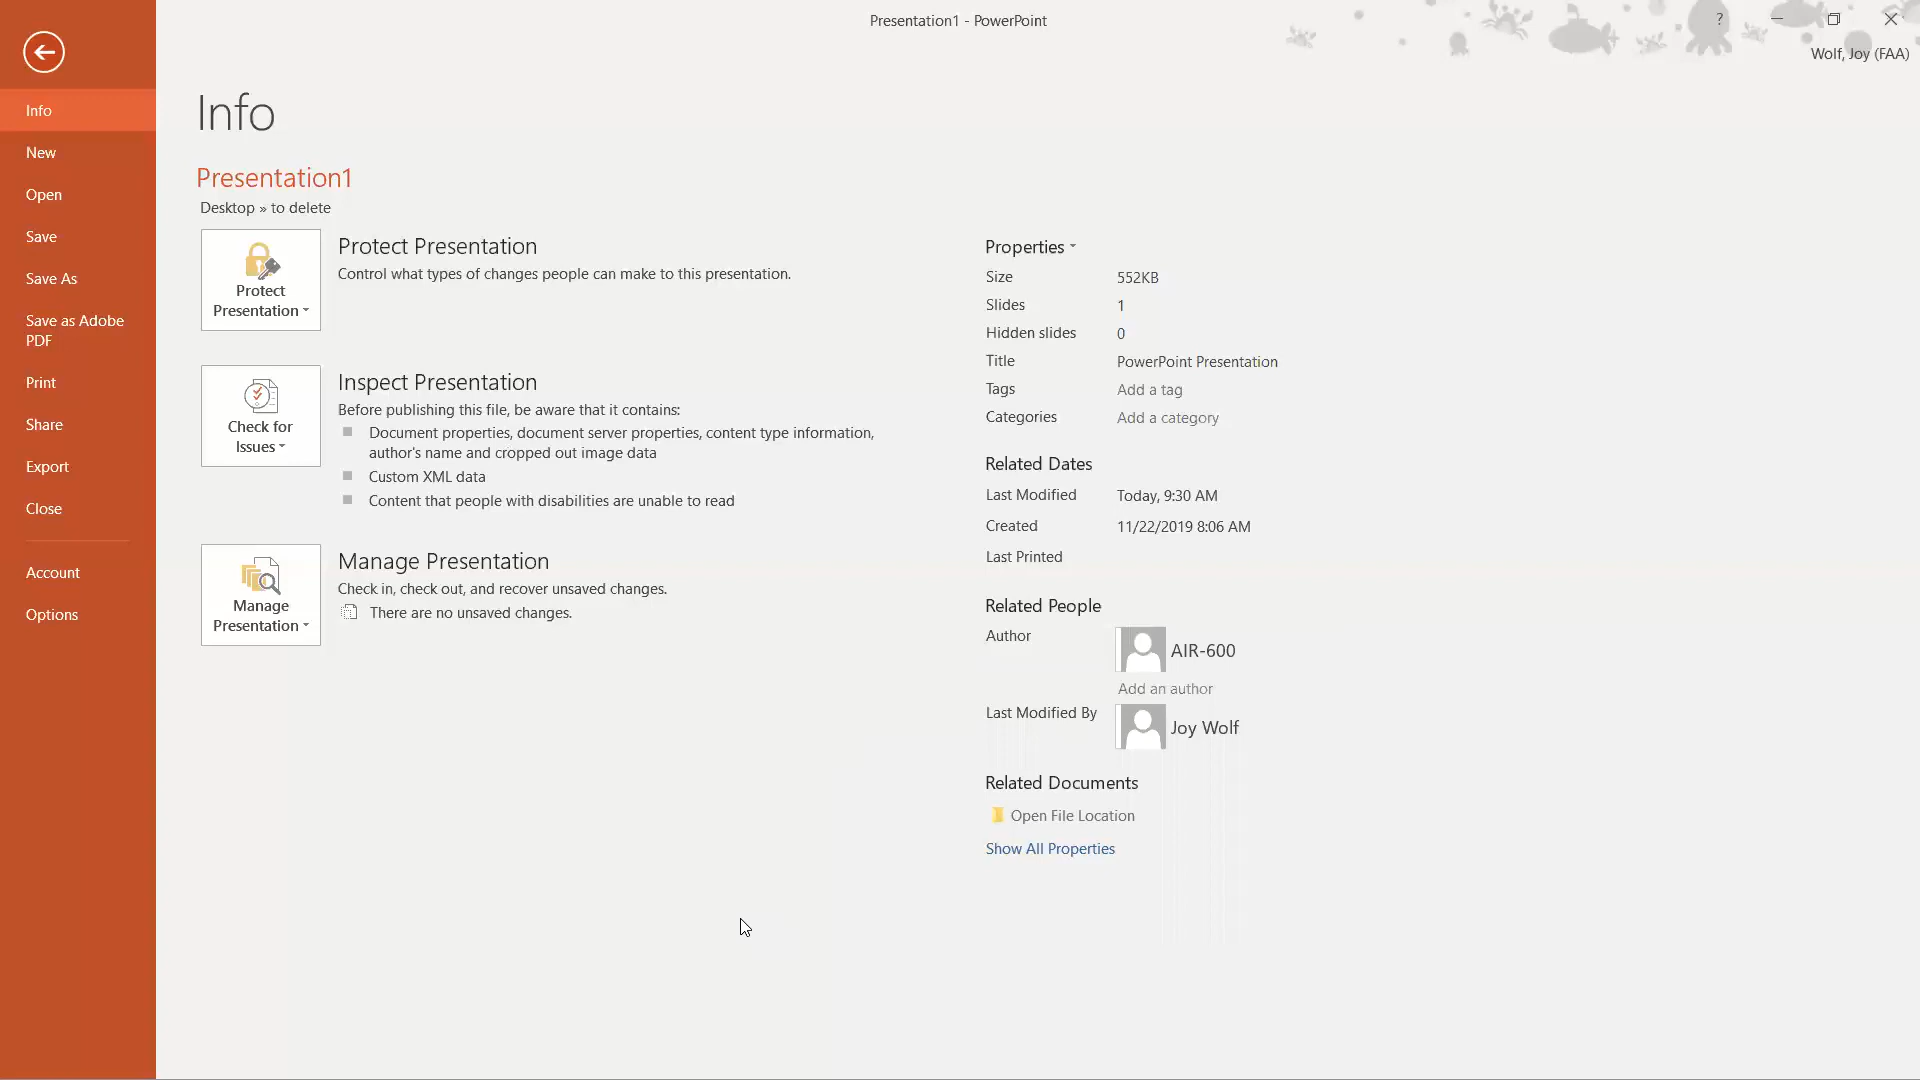 Presentation1 - PowerPoint
?
Wolf, Joy (FAA)
Info
New
Open
Save
Save As
Save as Adobe
PDF
Print
Share
Export
Close
Account
Options
Info
Presentation1
Desktop » to delete
Protect
Presentation
Protect Presentation
Control what types of changes people can make to this presentation.
Check for
Issues
Inspect Presentation
Before publishing this file, be aware that it contains:
Document properties, document server properties, content type information,
author's name and cropped out image data
Custom XML data
Content that people with disabilities are unable to read
Manage
Presentation
Manage Presentation
Check in, check out, and recover unsaved changes.
There are no unsaved changes.
Properties
Size 552KB
Slides 1
Hidden slides 0
Title PowerPoint Presentation
Tags Add a tag
Categories Add a category
Related Dates
Last Modified Today, 9:30 AM
Created 11/22/2019 8:06 AM
Last Printed
Related People
Author AIR-600
Add an author
Last Modified By Joy Wolf
Related Documents
Open File Location
Show All Properties